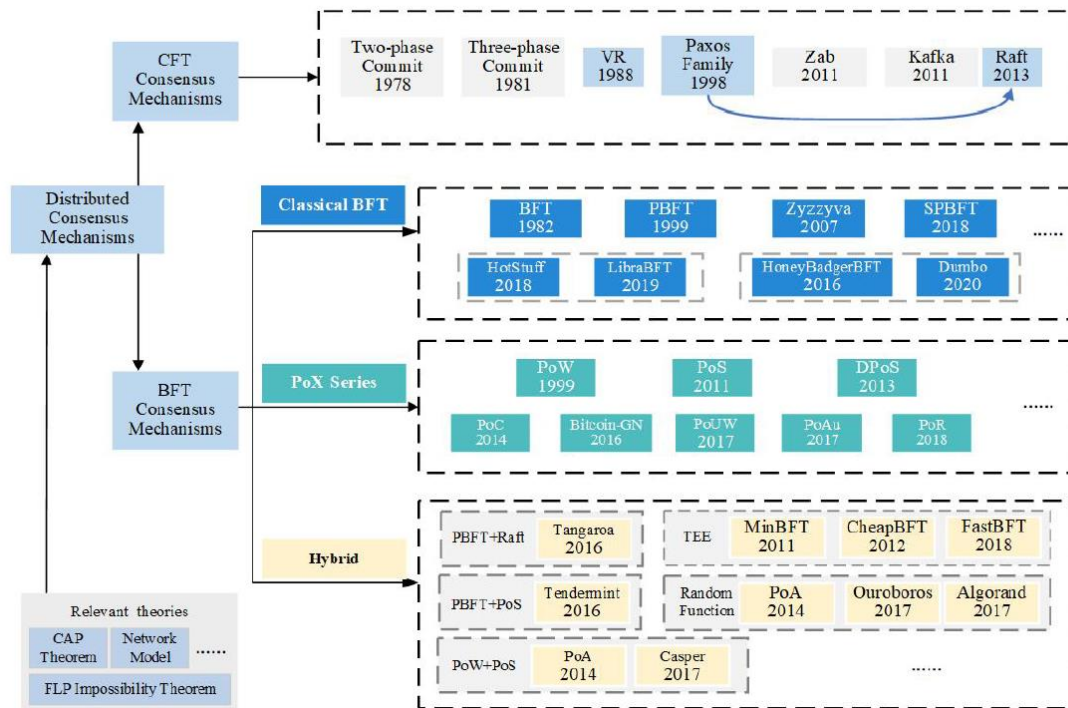 CFT
Consensus
Mechanisms
Two-phase
Commit
1978
Three-phase
Commit
1981
VR
1988
Paxos
Family
1998
Zab
2011
Kafka
2011
Raft
2013
Distributed
Consensus
Mechanisms
Classical BFT
BFT
1982
PBFT
1999
Zyzzyva
2007
SPBFT
2018
......
HotStuff
2018
LibraBFT
2019
HoneyBadgerBFT
2016
Dumbo
2020
BFT
Consensus
Mechanisms
PoX Series
PoW
1999
PoS
2011
DPoS
2013
......
PoC
2014
Bitcoin-GN
2016
PoUW
2017
PoAu
2017
PoR
2018
Hybrid
PBFT+Raft
Tangaroa
2016
TEE
MinBFT
2011
CheapBFT
2012
FastBFT
2018
PBFT+PoS
Tendermint
2016
Random
Function
PoA
2014
Ouroboros
2017
Algorand
2017
PoW+PoS
PoA
2014
Casper
2017
......
Relevant theories
CAP
Theorem
Network
Model
......
FLP Impossibility Theorem